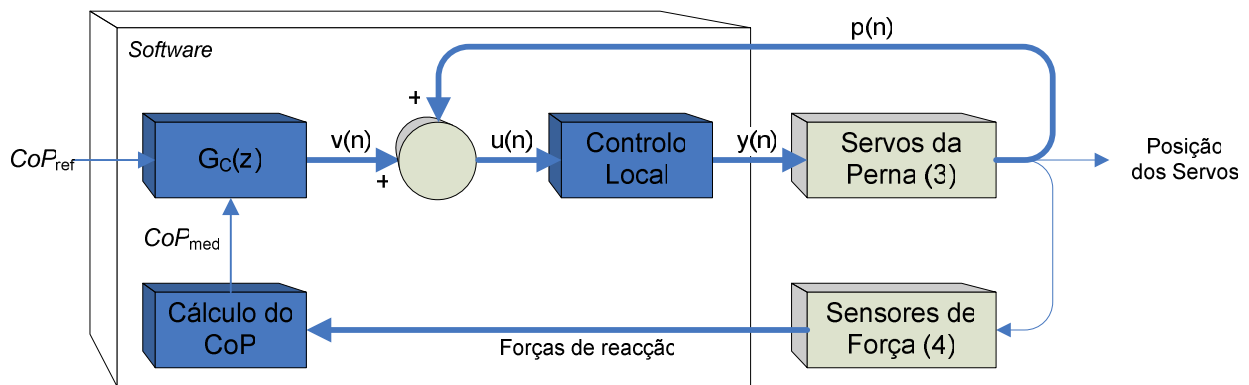 Software
p(n)
+
CoPref
GC(z)
v(n)
+
u(n)
Controlo
Local
y(n)
Servos da
Perna (3)
Posição
dos Servos
CoPmed
Cálculo do
CoP
Forças de reacção
Sensores de
Força (4)